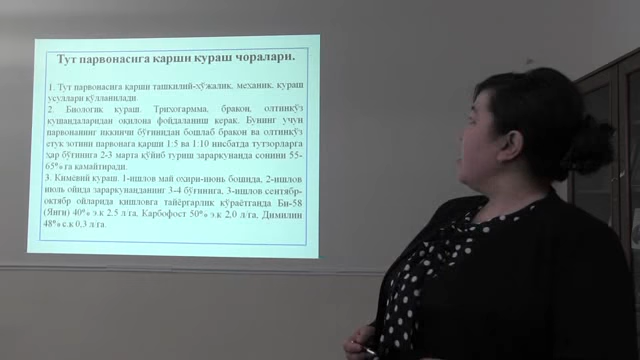 Тут парвонасига карши кураш чоралари.
1. Тут парвонасига қарши ташкилий-хўжалик, механик, кураш
усуллари қўлланилади.
2. Биологик кураш. Трихограмма, бракон, олтинкўз
кушандаларидан оқилона фойдаланиш керак. Бунинг учун
парвонанинг иккинчи бўғинидан бошлаб бракон ва олтинкўз
етук зотини парвонага қарши 1:5 ва 1:10 нисбатда тутзорларга
ҳар бўғинига 2-3 марта қўйиб туриш зараркунанда сонини 55-
65% га камайтиради.
3. Кимёвий кураш. 1-ишлов май охири-июнь бошида, 2-ишлов
июль ойида зараркунанданинг 3-4 бўғинига, 3-ишлов сентябр-
октябр ойларида қишловга тайёргарлик кўраётганда Би-58
(Янги) 40% э.к 2.5 л/га, Карбофост 50% э.к 2,0 л/га, Димилин
48% с.к 0,3 л/га.